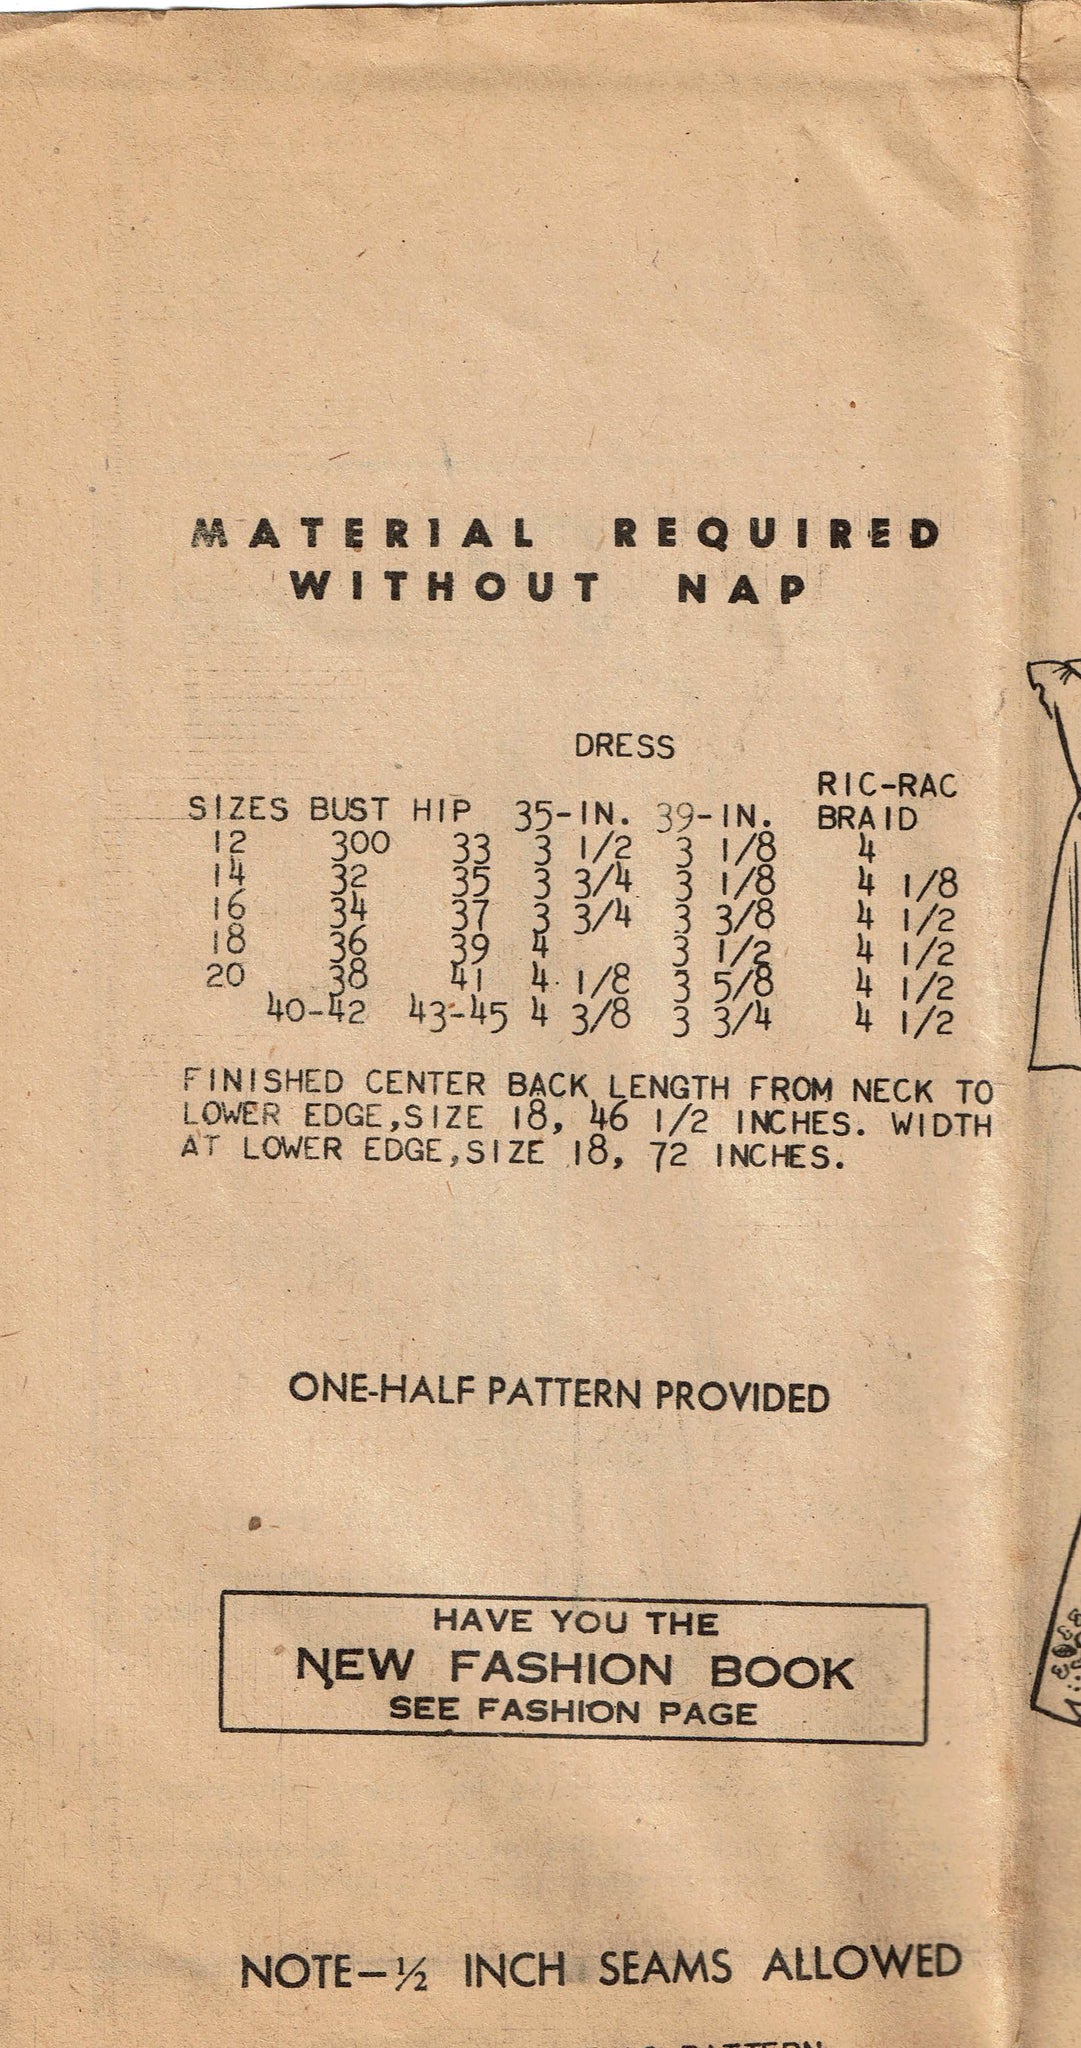 MATERIAL REQUIRED
WITHOUT NAP
DRESS
RIC-RAC
SIZES BUST HIP 35-IN. 39-IN. BRAID
12 300 33 3 1/2 3 1/8 4
14 32 35 3 3/4 3 1/8 4 1/8
16 34 37 3 3/4 3 3/8 4 1/2
18 36 39 4 3 1/2 4 1/2
20 38 41 4 1/8 3 5/8 4 1/2
40-42 43-45 4 3/8 3 3/4 4 1/2
FINISHED CENTER BACK LENGTH FROM NECK TO
LOWER EDGE,SIZE 18, 46 1/2 INCHES. WIDTH
AT LOWER EDGE,SIZE 18, 72 INCHES.
ONE-HALF PATTERN PROVIDED
HAVE YOU THE
NEW FASHION BOOK
SEE FASHION PAGE
NOTE-½ INCH SEAMS ALLOWED
PATTERN